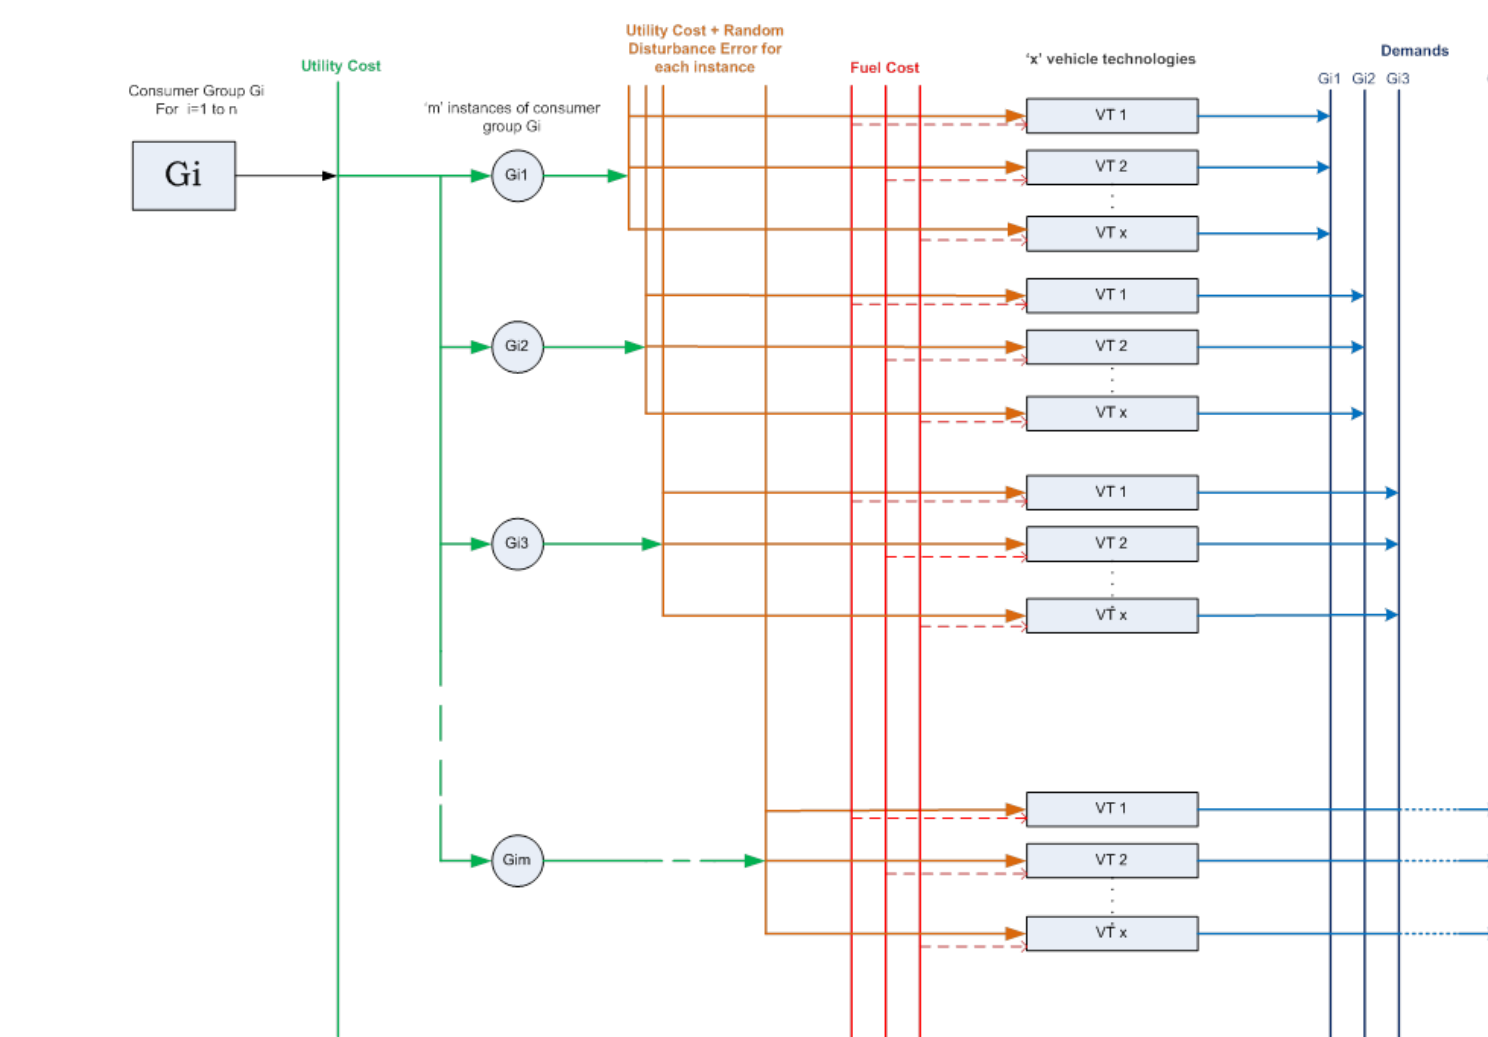 Utility Cost + Random
Disturbance Error for
each instance
Demands
Utility Cost
Fuel Cost
'x' vehicle technologies
Gi1 Gi2 Gi3
Consumer Group Gi
For i=1 to n
'm' instances of consumer
group Gi
Gi
Gi1
VT 1
VT 2
VT x
Gi2
VT 1
VT 2
VT x
Gi3
VT 1
VT 2
VT x
Gim
VT 1
VT 2
VT x